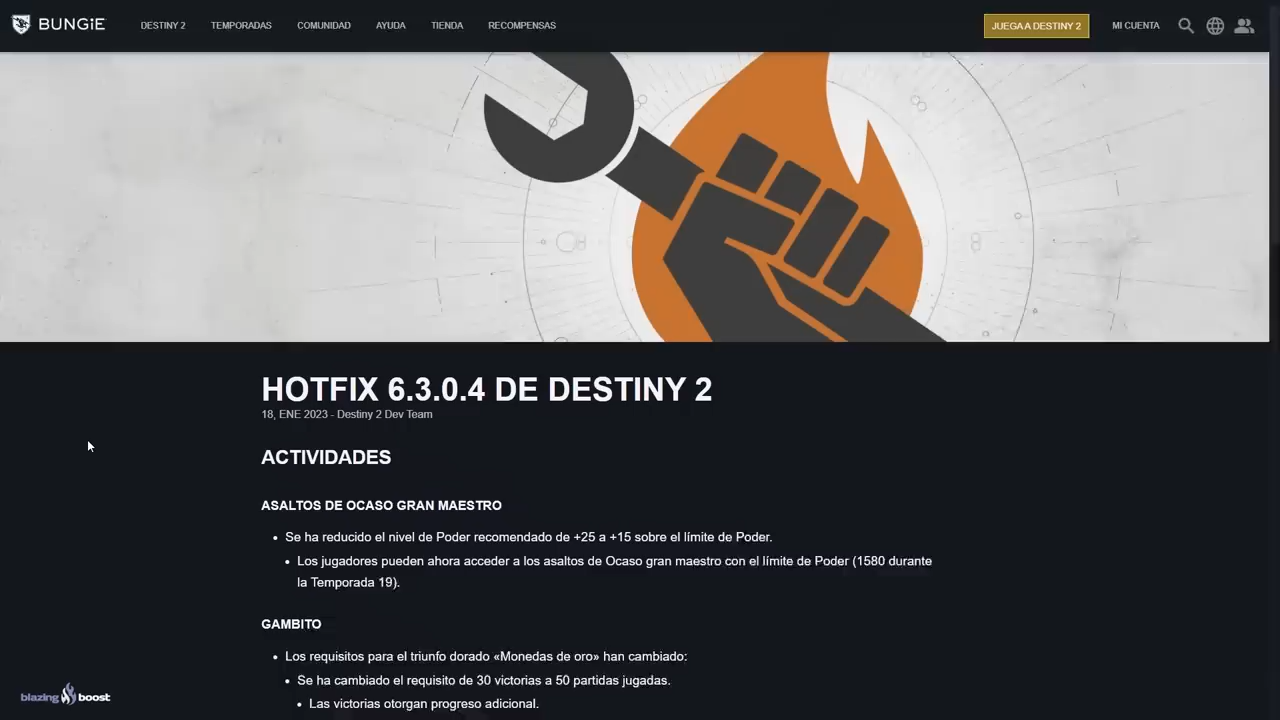 BUNGiE
DESTINY 2
TEMPORADAS
COMUNIDAD
AYUDA
TIENDA
RECOMPENSAS
JUEGA A DESTINY 2
MI CUENTA
HOTFIX 6.3.0.4 DE DESTINY 2
18, ENE 2023 - Destiny 2 Dev Team
ACTIVIDADES
ASALTOS DE OCASO GRAN MAESTRO
• Se ha reducido el nivel de Poder recomendado de +25 a +15 sobre el límite de Poder.
• Los jugadores pueden ahora acceder a los asaltos de Ocaso gran maestro con el límite de Poder (1580 durante
la Temporada 19).
GAMBITO
• Los requisitos para el triunfo dorado «Monedas de oro» han cambiado:
• Se ha cambiado el requisito de 30 victorias a 50 partidas jugadas.
• Las victorias otorgan progreso adicional.
blazing boost